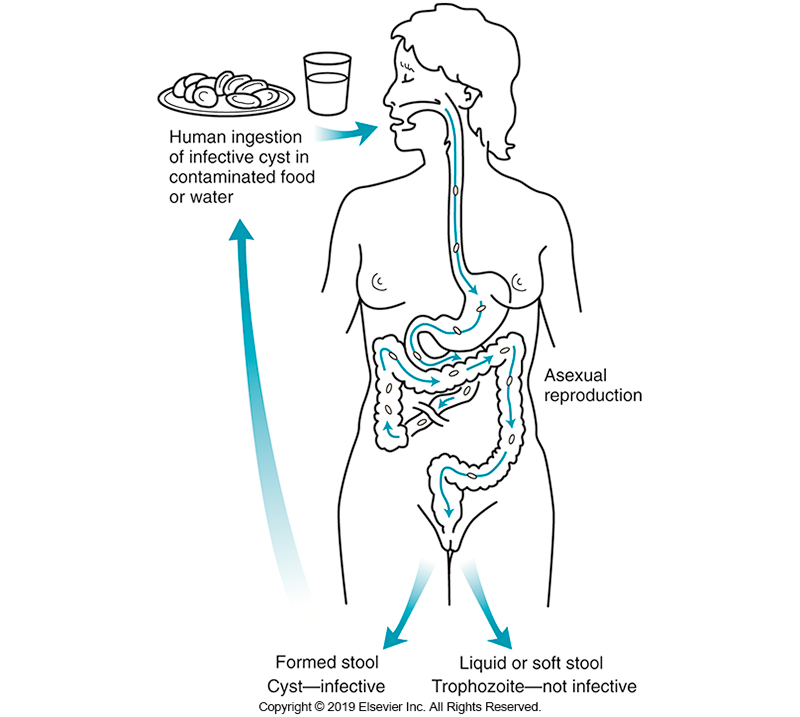 Human ingestion
of infective cyst in
contaminated food
or water
Asexual
reproduction
Formed stool
Cyst—infective
Liquid or soft stool
Trophozoite—not infective
Copyright © 2019 Elsevier Inc. All Rights Reserved.